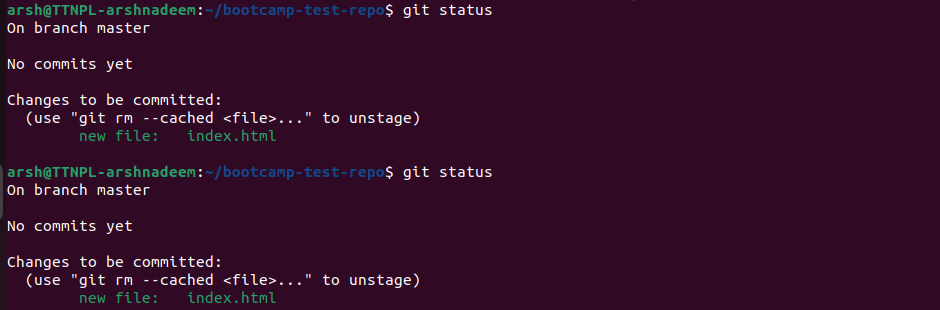 arsh@TTNPL-arshnadeem:~/bootcamp-test-repo$ git status
On branch master
No commits yet
Changes to be committed:
(use "git rm --cached <file>..." to unstage)
new file:   index.html
arsh@TTNPL-arshnadeem:~/bootcamp-test-repo$ git status
On branch master
No commits yet
Changes to be committed:
(use "git rm --cached <file>..." to unstage)
new file:   index.html